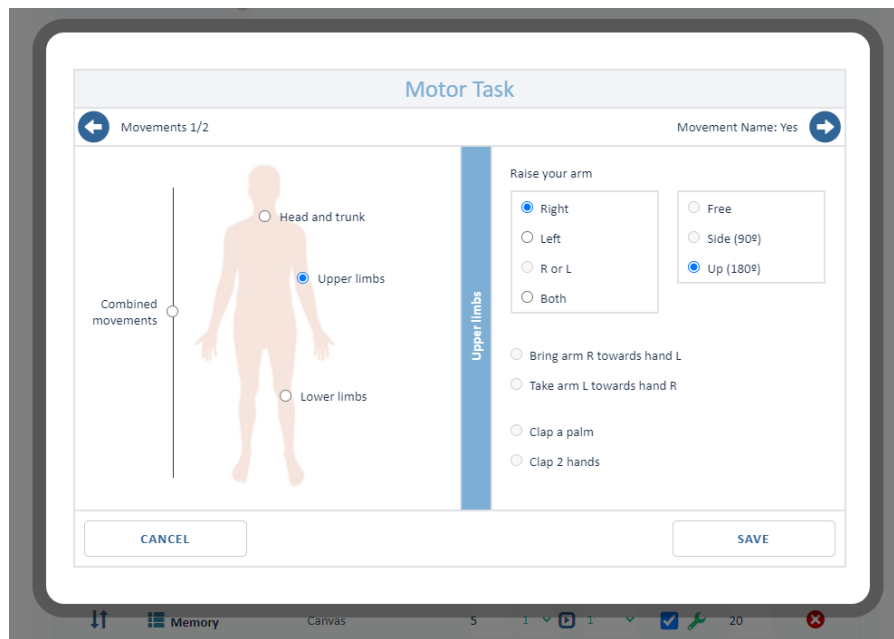 Motor Task
Movements 1/2
Movement Name: Yes
Head and trunk
Upper limbs
Combined
movements
Lower limbs
Upper limbs
Raise your arm
Right
Left
R or L
Both
Free
Side (90º)
Up (180º)
Bring arm R towards hand L
Take arm L towards hand R
Clap a palm
Clap 2 hands
CANCEL
SAVE
Memory Canvas 5 1 1 20